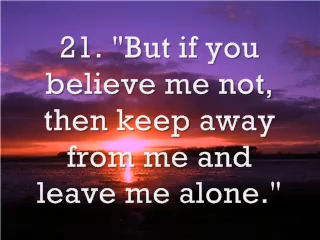 21. "But if you
believe me not,
then keep away
from me and
leave me alone."